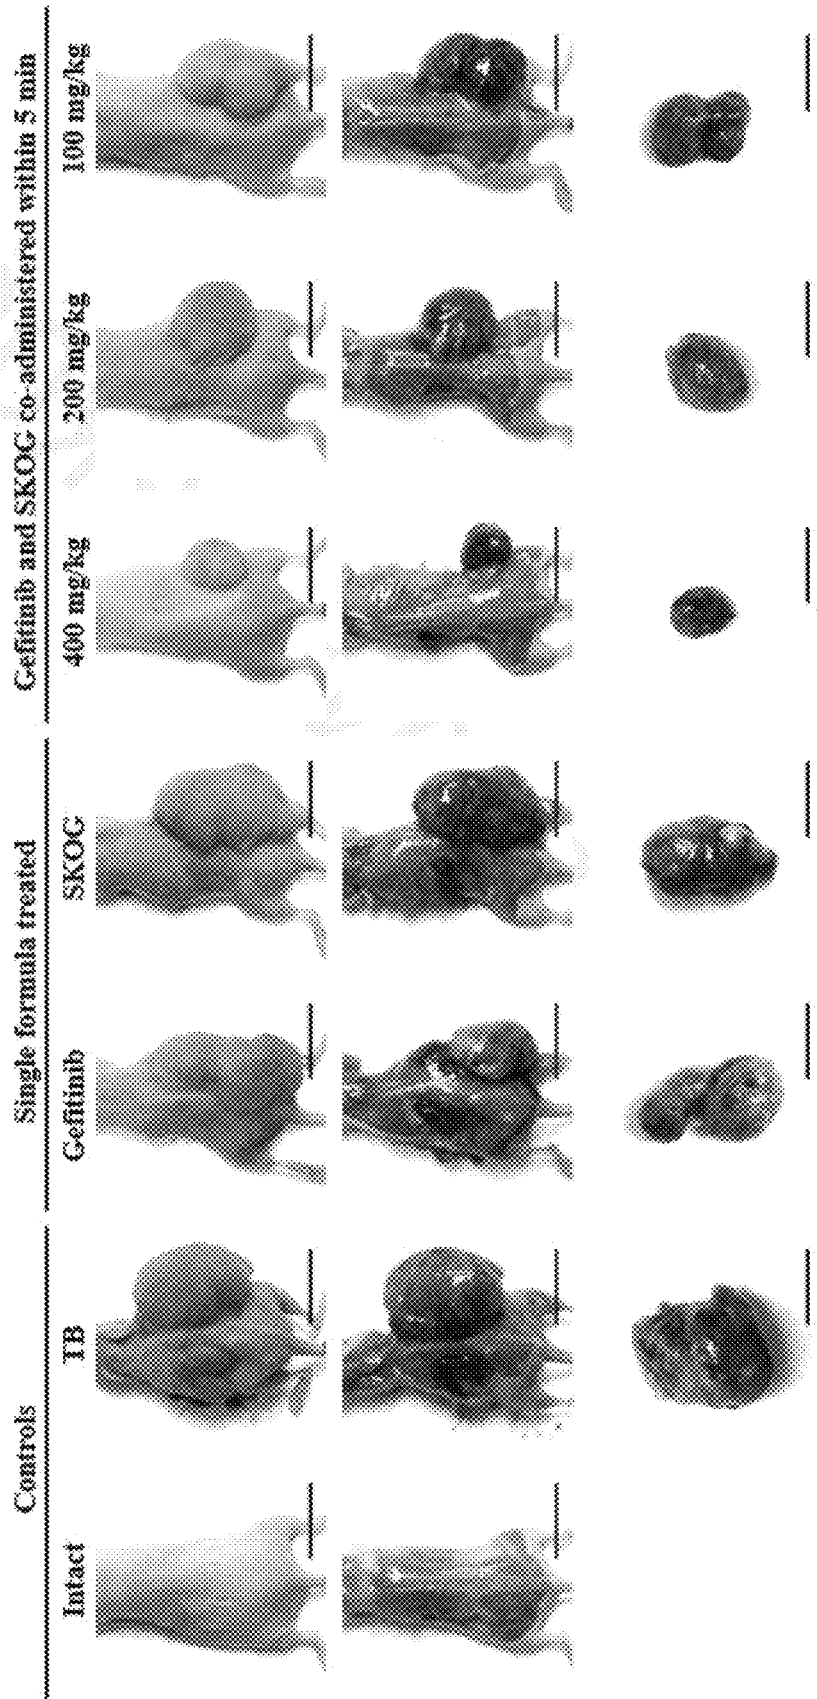 Controls
Single formula treated
Gefitinib and SKOG co-administered within 5 min
Intact
TB
Gefitinib
SKOG
400 mg/kg
200 mg/kg
100 mg/kg